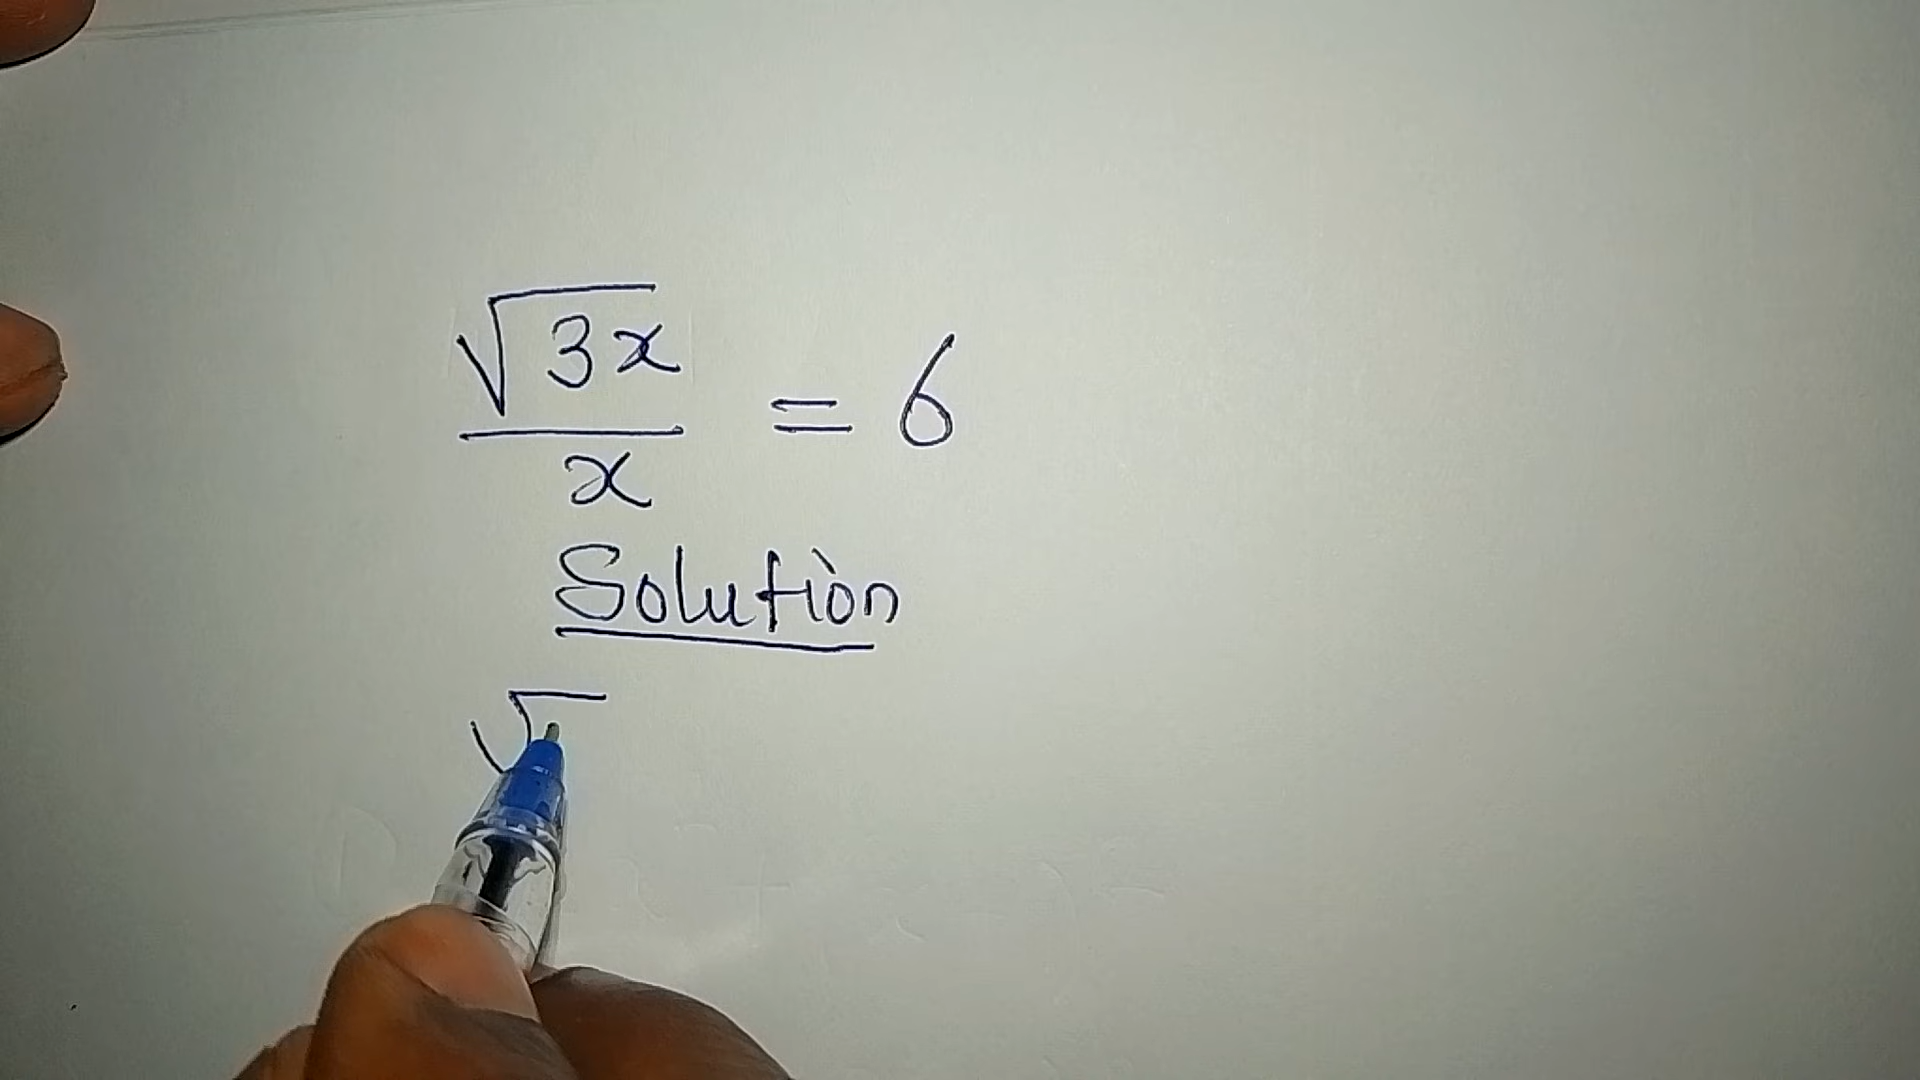 √3x
x
= 6
Solution
√